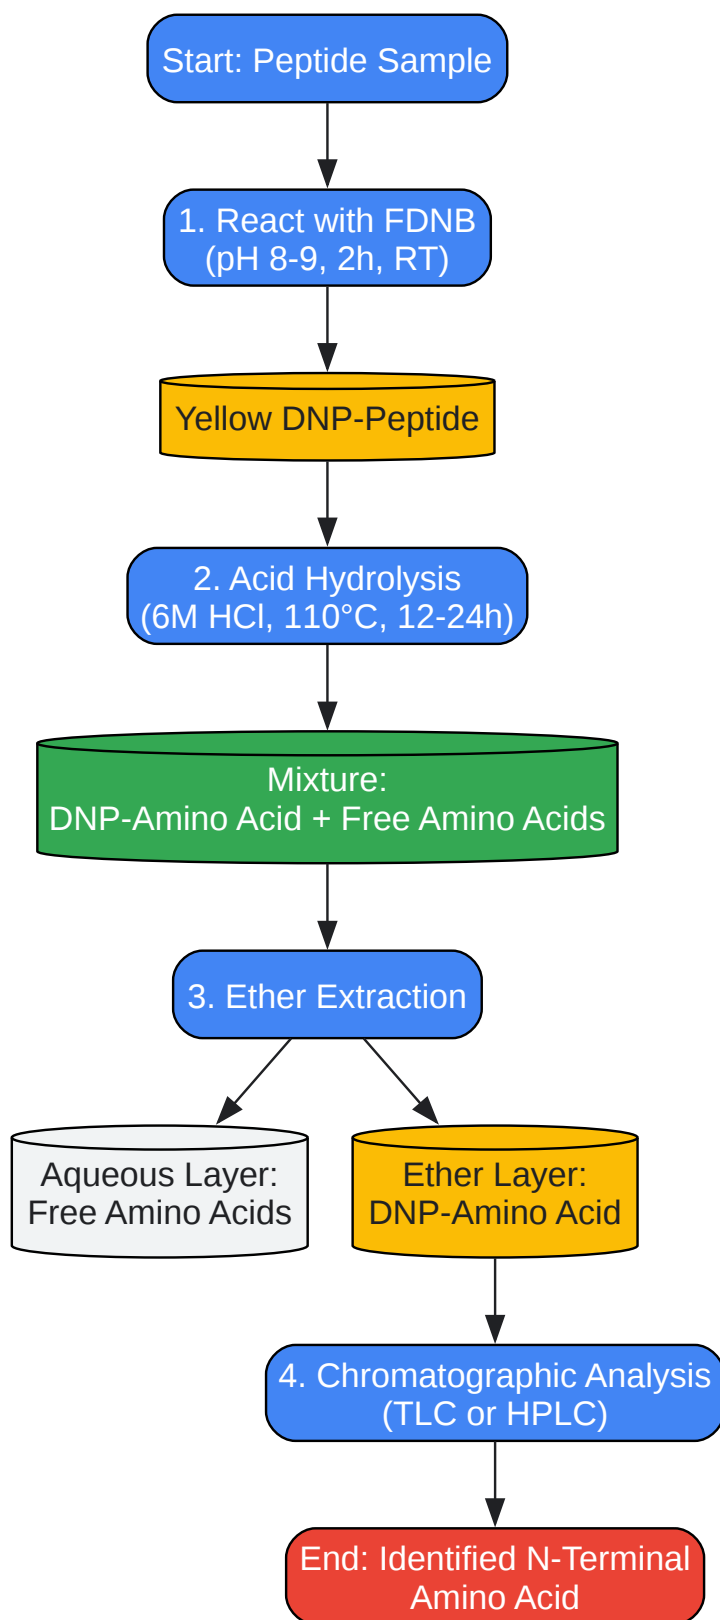 Start: Peptide Sample
1. React with FDNB
(pH 8-9, 2h, RT)
Yellow DNP-Peptide
2. Acid Hydrolysis
(6M HCl, 110°C, 12-24h)
Mixture:
DNP-Amino Acid + Free Amino Acids
3. Ether Extraction
Aqueous Layer:
Free Amino Acids
Ether Layer:
DNP-Amino Acid
4. Chromatographic Analysis
(TLC or HPLC)
End: Identified N-Terminal
Amino Acid